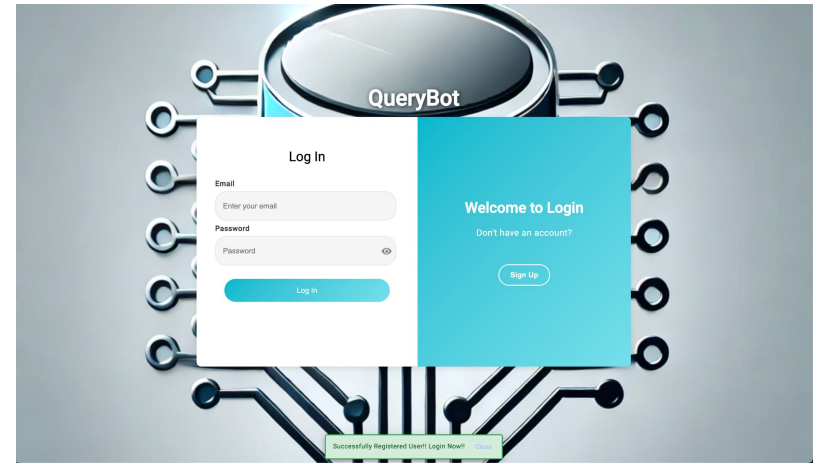 QueryBot
Log In
Email
Enter your email
Password
Password
Log In
Welcome to Login
Don't have an account?
Sign Up
Successfully Registered User!! Login Now!! Close